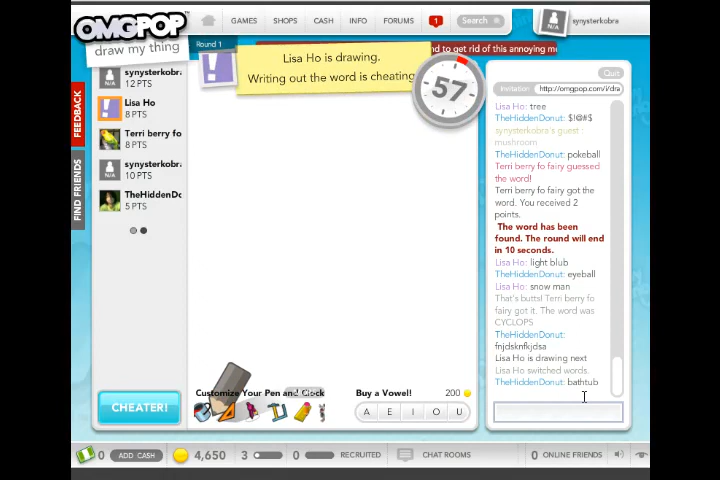 OMGPOP
GAMES SHOPS CASH INFO FORUMS 1 Search N/A synysterkobra
draw my thing
Round 1
nd to get rid of this annoying me
Lisa Ho is drawing.
Writing out the word is cheating
57
Quit
Invitation http://omgpop.com/i/dra
FEEDBACK
FIND FRIENDS
N/A synysterkobra
12 PTS
Lisa Ho
8 PTS
Terri berry fo
8 PTS
N/A synysterkobra
10 PTS
TheHiddenDo
5 PTS
Lisa Ho: tree
TheHiddenDonut: $!@#$
synysterkobra's guest :
mushroom
TheHiddenDonut: pokeball
Terri berry fo fairy guessed
the word!
Terri berry fo fairy got the
word. You received 2
points.
The word has been
found. The round will end
in 10 seconds.
Lisa Ho: light blub
TheHiddenDonut: eyeball
Lisa Ho: snow man
That's butts! Terri berry fo
fairy got it. The word was
CYCLOPS
TheHiddenDonut:
fnjdsknfkjdsa
Lisa Ho is drawing next
Lisa Ho switched words.
TheHiddenDonut: bathtub
Customize Your Pen and Clock
Buy a Vowel! 200
A E I O U
CHEATER!
0 ADD CASH 4,650 3 0 RECRUITED CHAT ROOMS 0 ONLINE FRIENDS